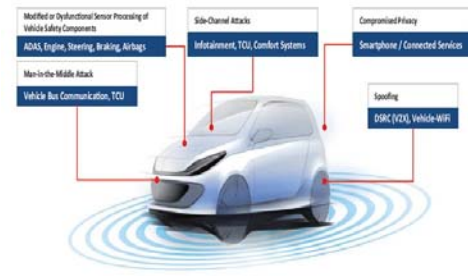 Modified or Dysfunctional Sensor Processing of
Vehicle Safety Components
ADAS, Engine, Steering, Braking, Airbags
Side-Channel Attacks
Infotainment, TCU, Comfort Systems
Compromised Privacy
Smartphone / Connected Services
Man-in-the-Middle Attack
Vehicle Bus Communication, TCU
Spoofing
DSRC (V2X), Vehicle-WiFi